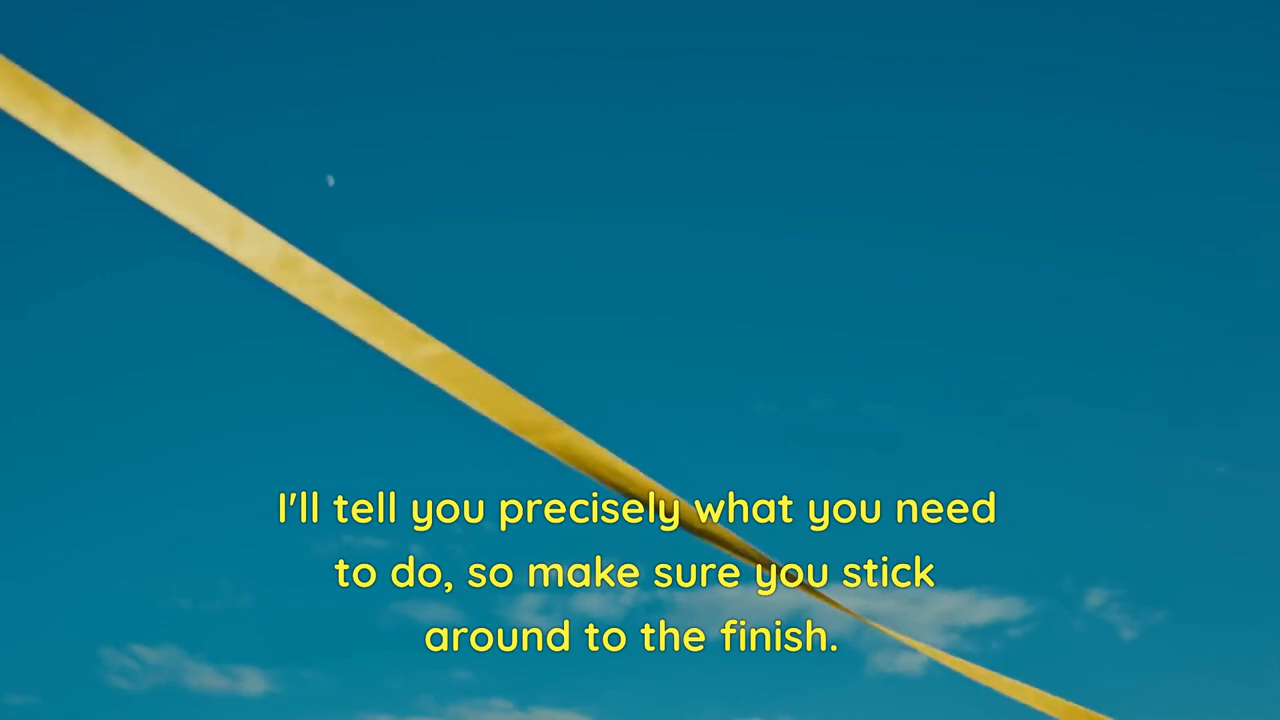 I'll tell you precisely what you need
to do, so make sure you stick
around to the finish.